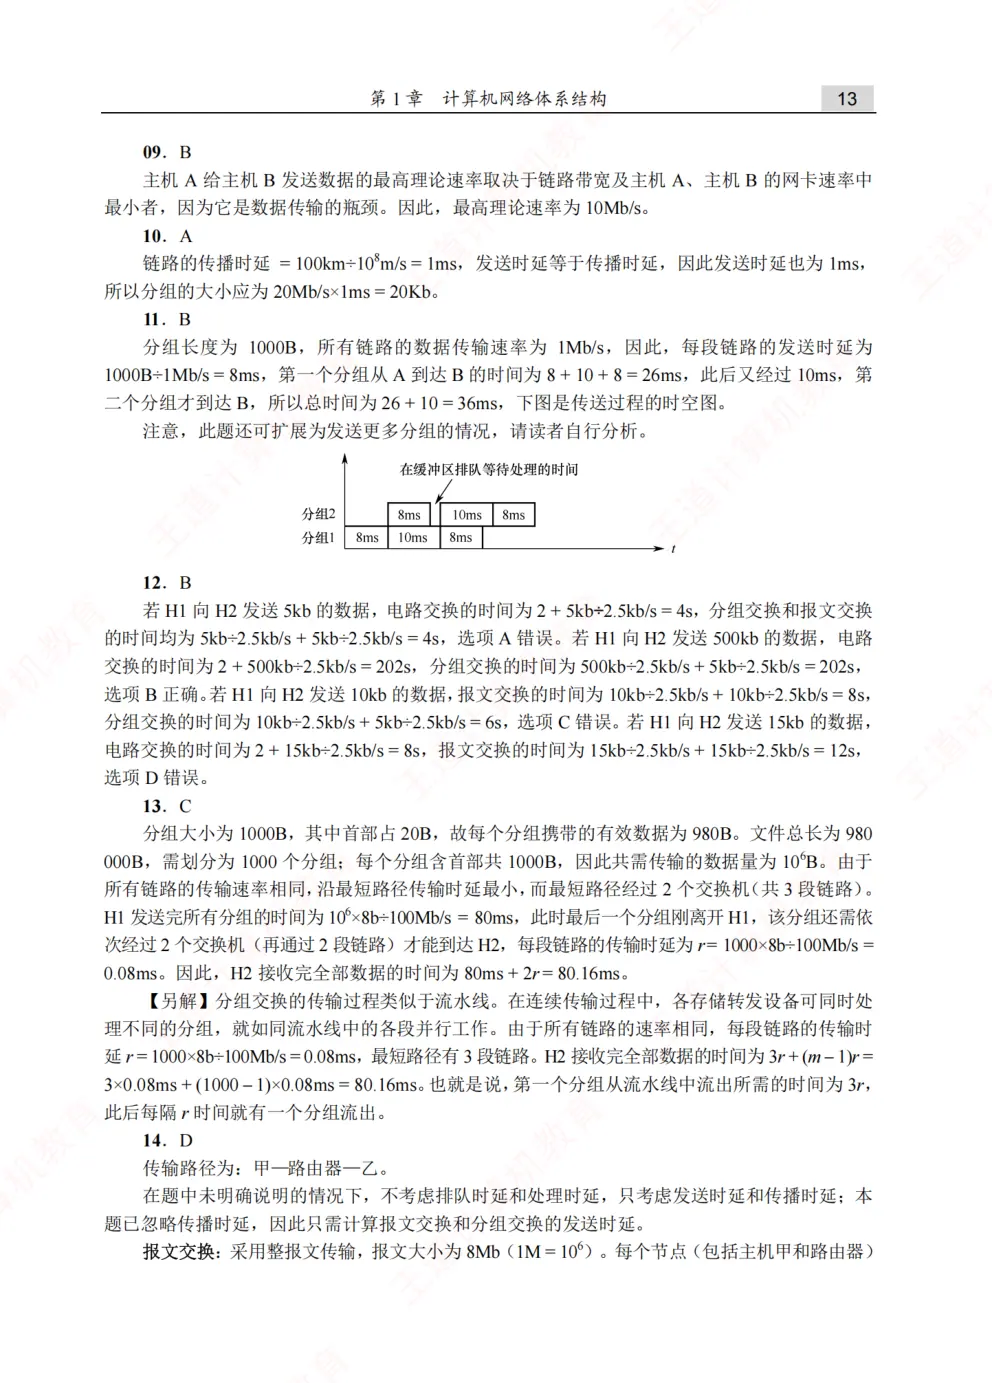 第 1 章 计算机网络体系结构 13
09. B
主机 A 给主机 B 发送数据的最高理论速率取决于链路带宽及主机 A、主机 B 的网卡速率中
最小者，因为它是数据传输的瓶颈。因此，最高理论速率为 10Mb/s。
10. A
链路的传播时延 = 100km÷10⁸m/s = 1ms，发送时延等于传播时延，因此发送时延也为 1ms，
所以分组的大小应为 20Mb/s×1ms = 20Kb。
11. B
分组长度为 1000B，所有链路的数据传输速率为 1Mb/s，因此，每段链路的发送时延为
1000B÷1Mb/s = 8ms，第一个分组从 A 到达 B 的时间为 8 + 10 + 8 = 26ms，此后又经过 10ms，第
二个分组才到达 B，所以总时间为 26 + 10 = 36ms，下图是传送过程的时空图。
注意，此题还可扩展为发送更多分组的情况，请读者自行分析。
在缓冲区排队等待处理的时间
分组2 8ms 10ms 8ms
分组1 8ms 10ms 8ms
t
12. B
若 H1 向 H2 发送 5kb 的数据，电路交换的时间为 2 + 5kb÷2.5kb/s = 4s，分组交换和报文交换
的时间均为 5kb÷2.5kb/s + 5kb÷2.5kb/s = 4s，选项 A 错误。若 H1 向 H2 发送 500kb 的数据，电路
交换的时间为 2 + 500kb÷2.5kb/s = 202s，分组交换的时间为 500kb÷2.5kb/s + 5kb÷2.5kb/s = 202s，
选项 B 正确。若 H1 向 H2 发送 10kb 的数据，报文交换的时间为 10kb÷2.5kb/s + 10kb÷2.5kb/s = 8s，
分组交换的时间为 10kb÷2.5kb/s + 5kb÷2.5kb/s = 6s，选项 C 错误。若 H1 向 H2 发送 15kb 的数据，
电路交换的时间为 2 + 15kb÷2.5kb/s = 8s，报文交换的时间为 15kb÷2.5kb/s + 15kb÷2.5kb/s = 12s，
选项 D 错误。
13. C
分组大小为 1000B，其中首部占 20B，故每个分组携带的有效数据为 980B。文件总长为 980
000B，需划分为 1000 个分组；每个分组含首部共 1000B，因此共需传输的数据量为 10⁶B。由于
所有链路的传输速率相同，沿最短路径传输时延最小，而最短路径经过 2 个交换机（共 3 段链路）。
H1 发送完所有分组的时间为 10⁶×8b÷100Mb/s = 80ms，此时最后一个分组刚离开 H1，该分组还需依
次经过 2 个交换机（再通过 2 段链路）才能到达 H2，每段链路的传输时延为 r = 1000×8b÷100Mb/s =
0.08ms。因此，H2 接收完全部数据的时间为 80ms + 2r = 80.16ms。
【另解】分组交换的传输过程类似于流水线。在连续传输过程中，各存储转发设备可同时处
理不同的分组，就如同流水线中的各段并行工作。由于所有链路的速率相同，每段链路的传输时
延 r = 1000×8b÷100Mb/s = 0.08ms，最短路径有 3 段链路。H2 接收完全部数据的时间为 3r + (m – 1)r =
3×0.08ms + (1000 – 1)×0.08ms = 80.16ms。也就是说，第一个分组从流水线中流出所需的时间为 3r，
此后每隔 r 时间就有一个分组流出。
14. D
传输路径为：甲—路由器—乙。
在题中未明确说明的情况下，不考虑排队时延和处理时延，只考虑发送时延和传播时延；本
题已忽略传播时延，因此只需计算报文交换和分组交换的发送时延。
报文交换：采用整报文传输，报文大小为 8Mb（1M = 10⁶）。每个节点（包括主机甲和路由器）